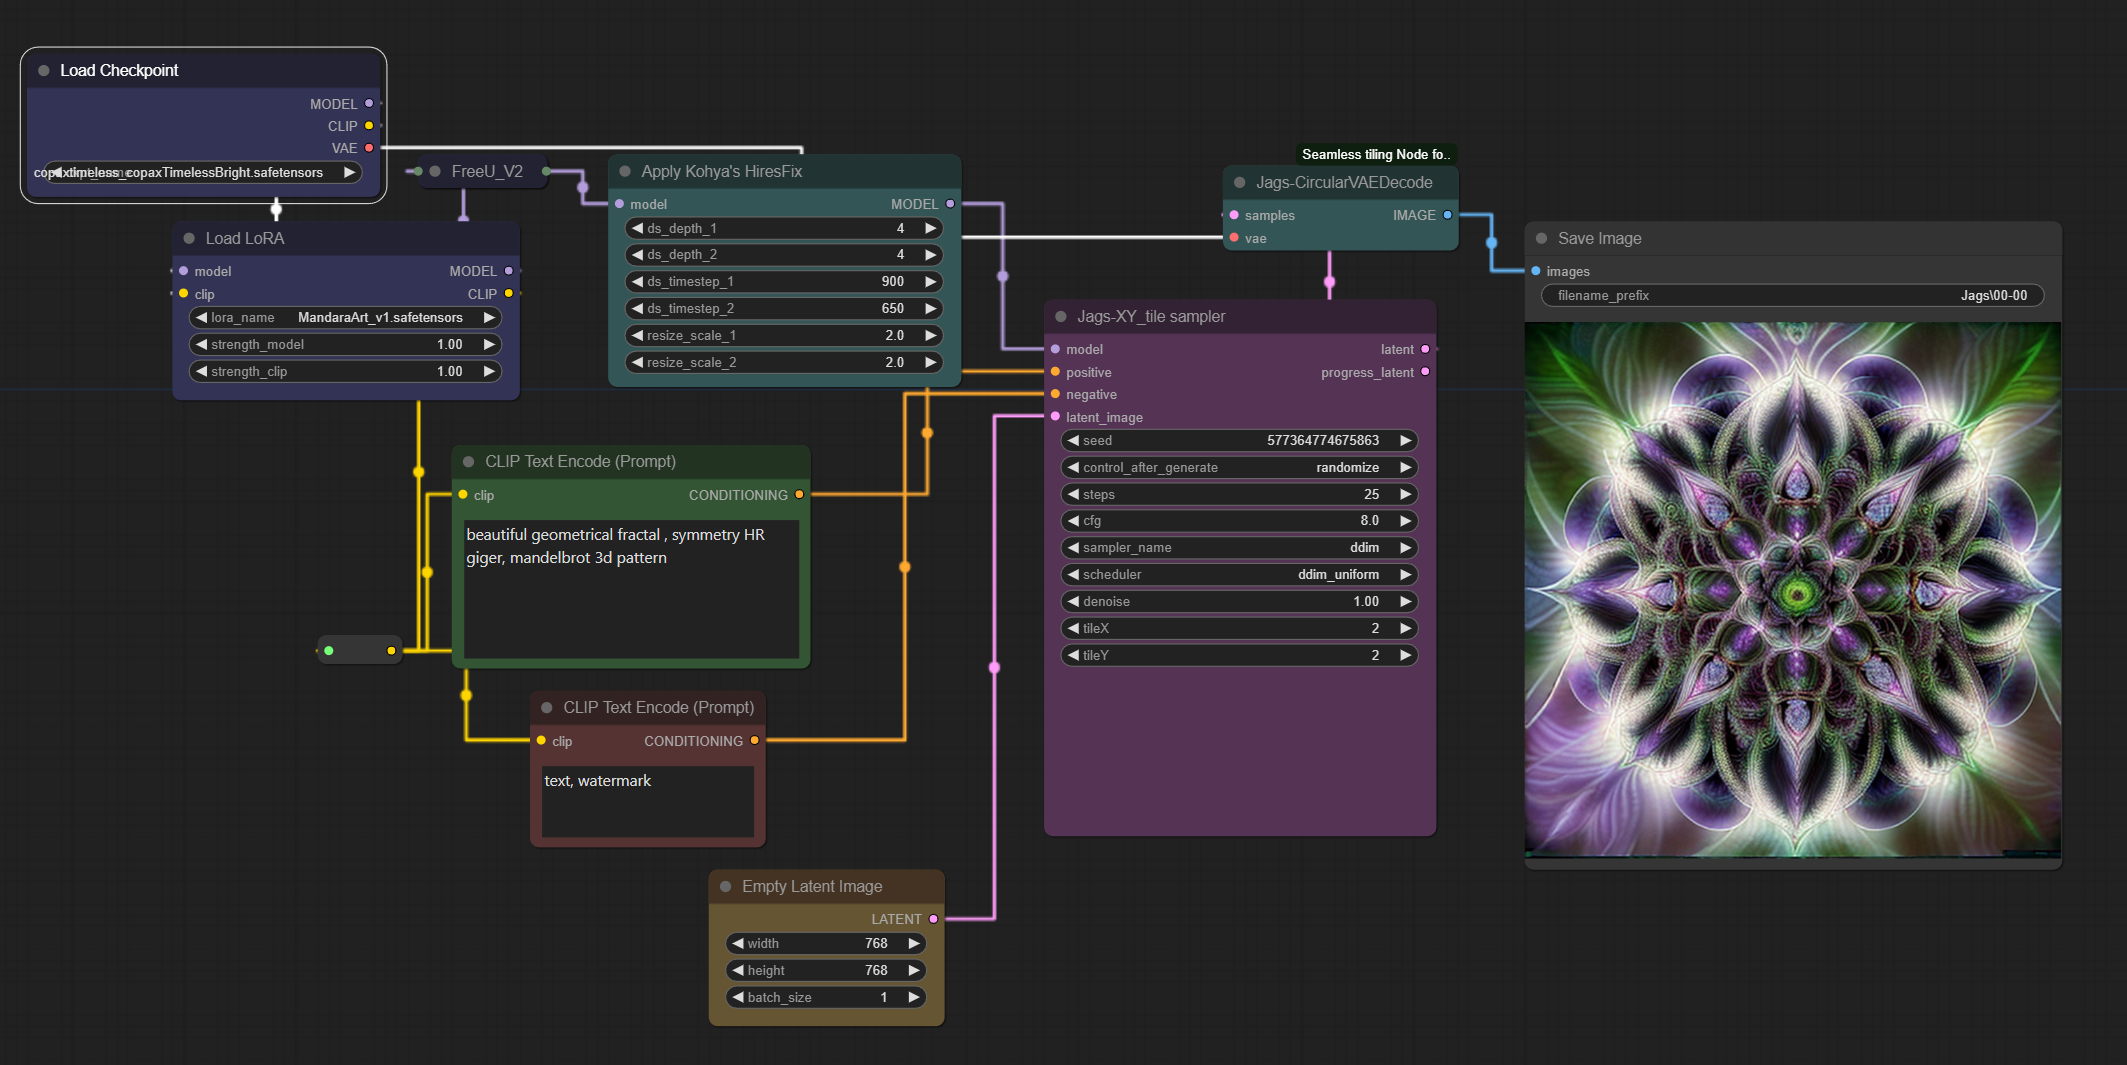 Load Checkpoint
MODEL
CLIP
VAE
copaxtimeless_copaxTimelessBright.safetensors
Load LoRA
model MODEL
clip CLIP
lora_name MandaraArt_v1.safetensors
strength_model 1.00
strength_clip 1.00
FreeU_V2
Apply Kohya's HiresFix
model MODEL
ds_depth_1 4
ds_depth_2 4
ds_timestep_1 900
ds_timestep_2 650
resize_scale_1 2.0
resize_scale_2 2.0
CLIP Text Encode (Prompt)
clip CONDITIONING
beautiful geometrical fractal , symmetry HR
giger, mandelbrot 3d pattern
CLIP Text Encode (Prompt)
clip CONDITIONING
text, watermark
Empty Latent Image
LATENT
width 768
height 768
batch_size 1
Seamless tiling Node fo..
Jags-CircularVAEDecode
samples IMAGE
vae
Jags-XY_tile sampler
model latent
positive progress_latent
negative
latent_image
seed 577364774675863
control_after_generate randomize
steps 25
cfg 8.0
sampler_name ddim
scheduler ddim_uniform
denoise 1.00
tileX 2
tileY 2
Save Image
images
filename_prefix Jags\00-00